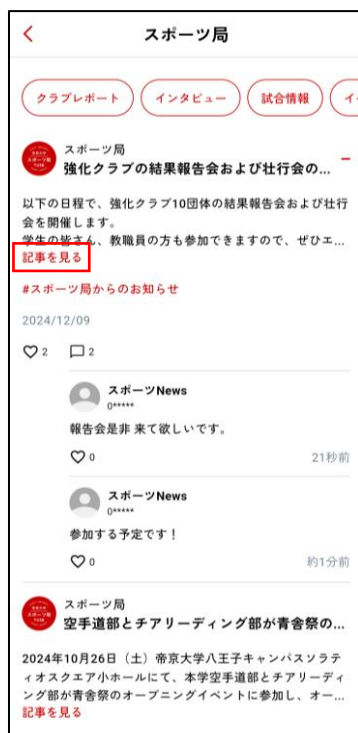 スポーツ局
クラブレポート
インタビュー
試合情報
スポーツ局
強化クラブの結果報告会および壮行会の...
以下の日程で、強化クラブ10団体の結果報告会および壮行
会を開催します。
学生の皆さん、教職員の方も参加できますので、ぜひエ...
記事を見る
#スポーツ局からのお知らせ
2024/12/09
2
2
スポーツNews
0*****
報告会是非 来て欲しいです。
0
21秒前
スポーツNews
0*****
参加する予定です！
0
約1分前
スポーツ局
空手道部とチアリーディング部が青舎祭の...
2024年10月26日（土）帝京大学八王子キャンパスソラテ
ィオスクエア小ホールにて、本学空手道部とチアリーディ
ング部が青舎祭のオープニングイベントに参加し、オー...
記事を見る